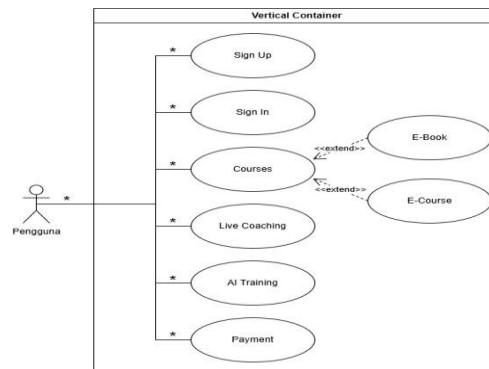 Vertical Container
*
Sign Up
*
Sign In
*
Courses
<<extend>>
E-Book
<<extend>>
E-Course
*
Pengguna
*
Live Coaching
*
AI Training
*
Payment